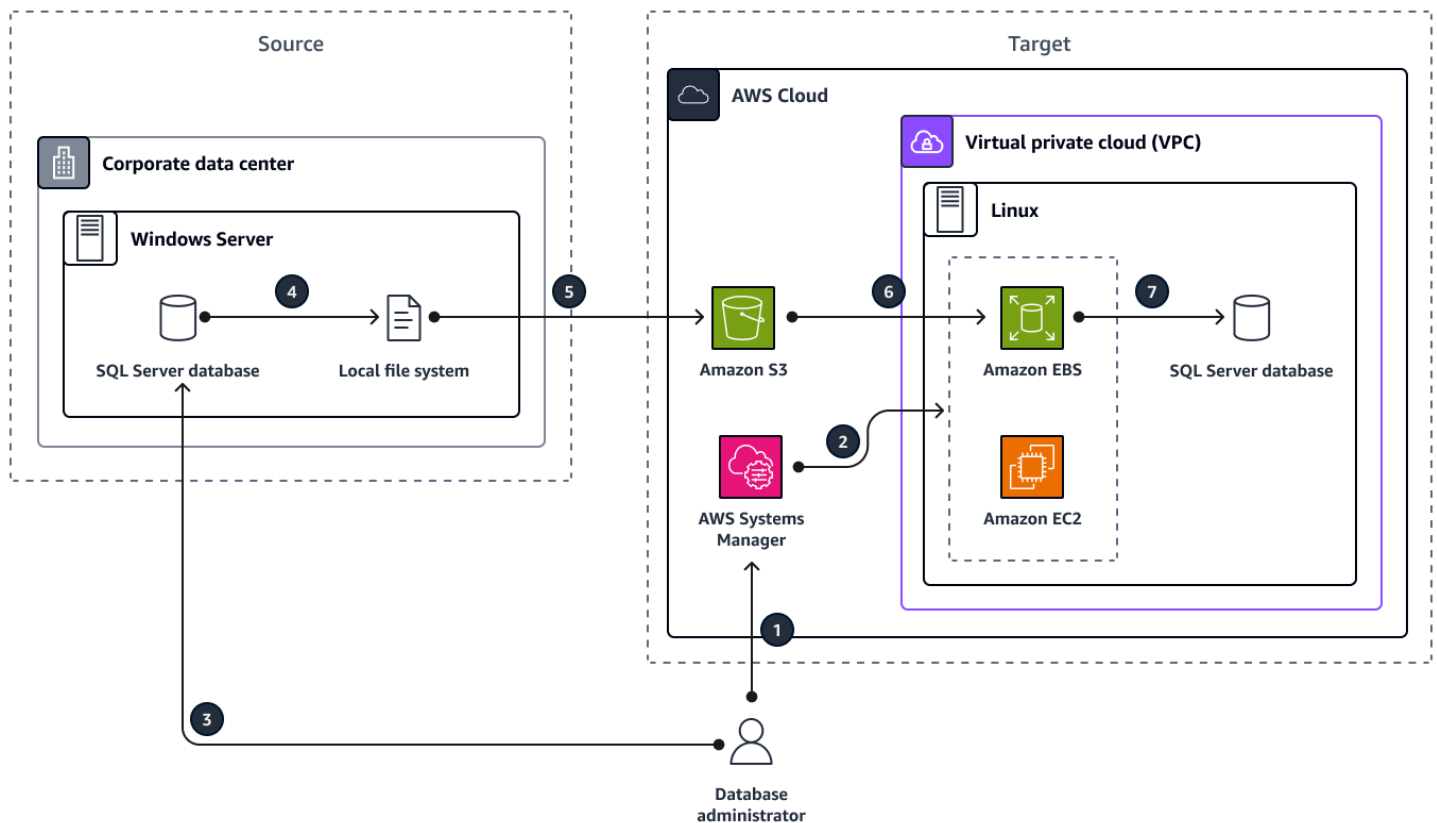 Source
Target
AWS Cloud
Virtual private cloud (VPC)
Corporate data center
Linux
Windows Server
4
5
6
7
SQL Server database
Local file system
Amazon S3
Amazon EBS
SQL Server database
2
AWS Systems
Manager
Amazon EC2
1
3
Database
administrator